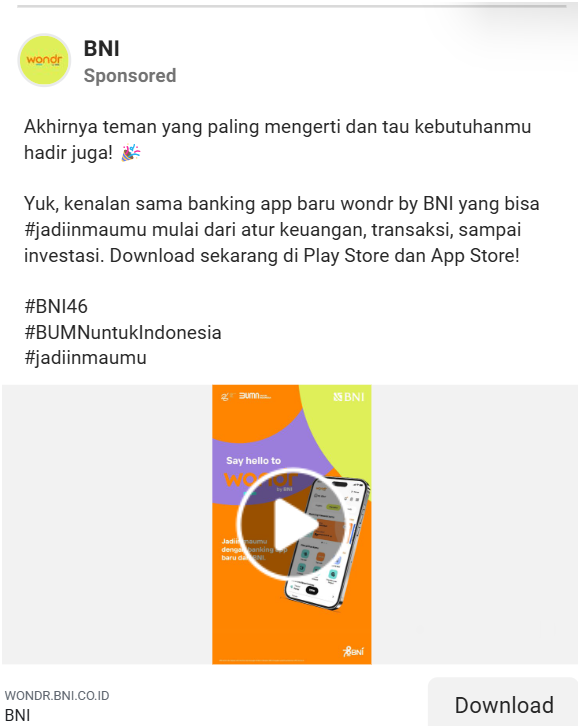 wondr
BNI
Sponsored
Akhirnya teman yang paling mengerti dan tau kebutuhanmu
hadir juga! 🎉
Yuk, kenalan sama banking app baru wondr by BNI yang bisa
#jadiinmaumu mulai dari atur keuangan, transaksi, sampai
investasi. Download sekarang di Play Store dan App Store!
#BNI46
#BUMNuntukIndonesia
#jadiinmaumu
BUMN
BNI
Say hello to
wondr
by BNI
Jadiinmaumu
dengan banking app
baru dari BNI.
BNI
WONDR.BNI.CO.ID
BNI
Download